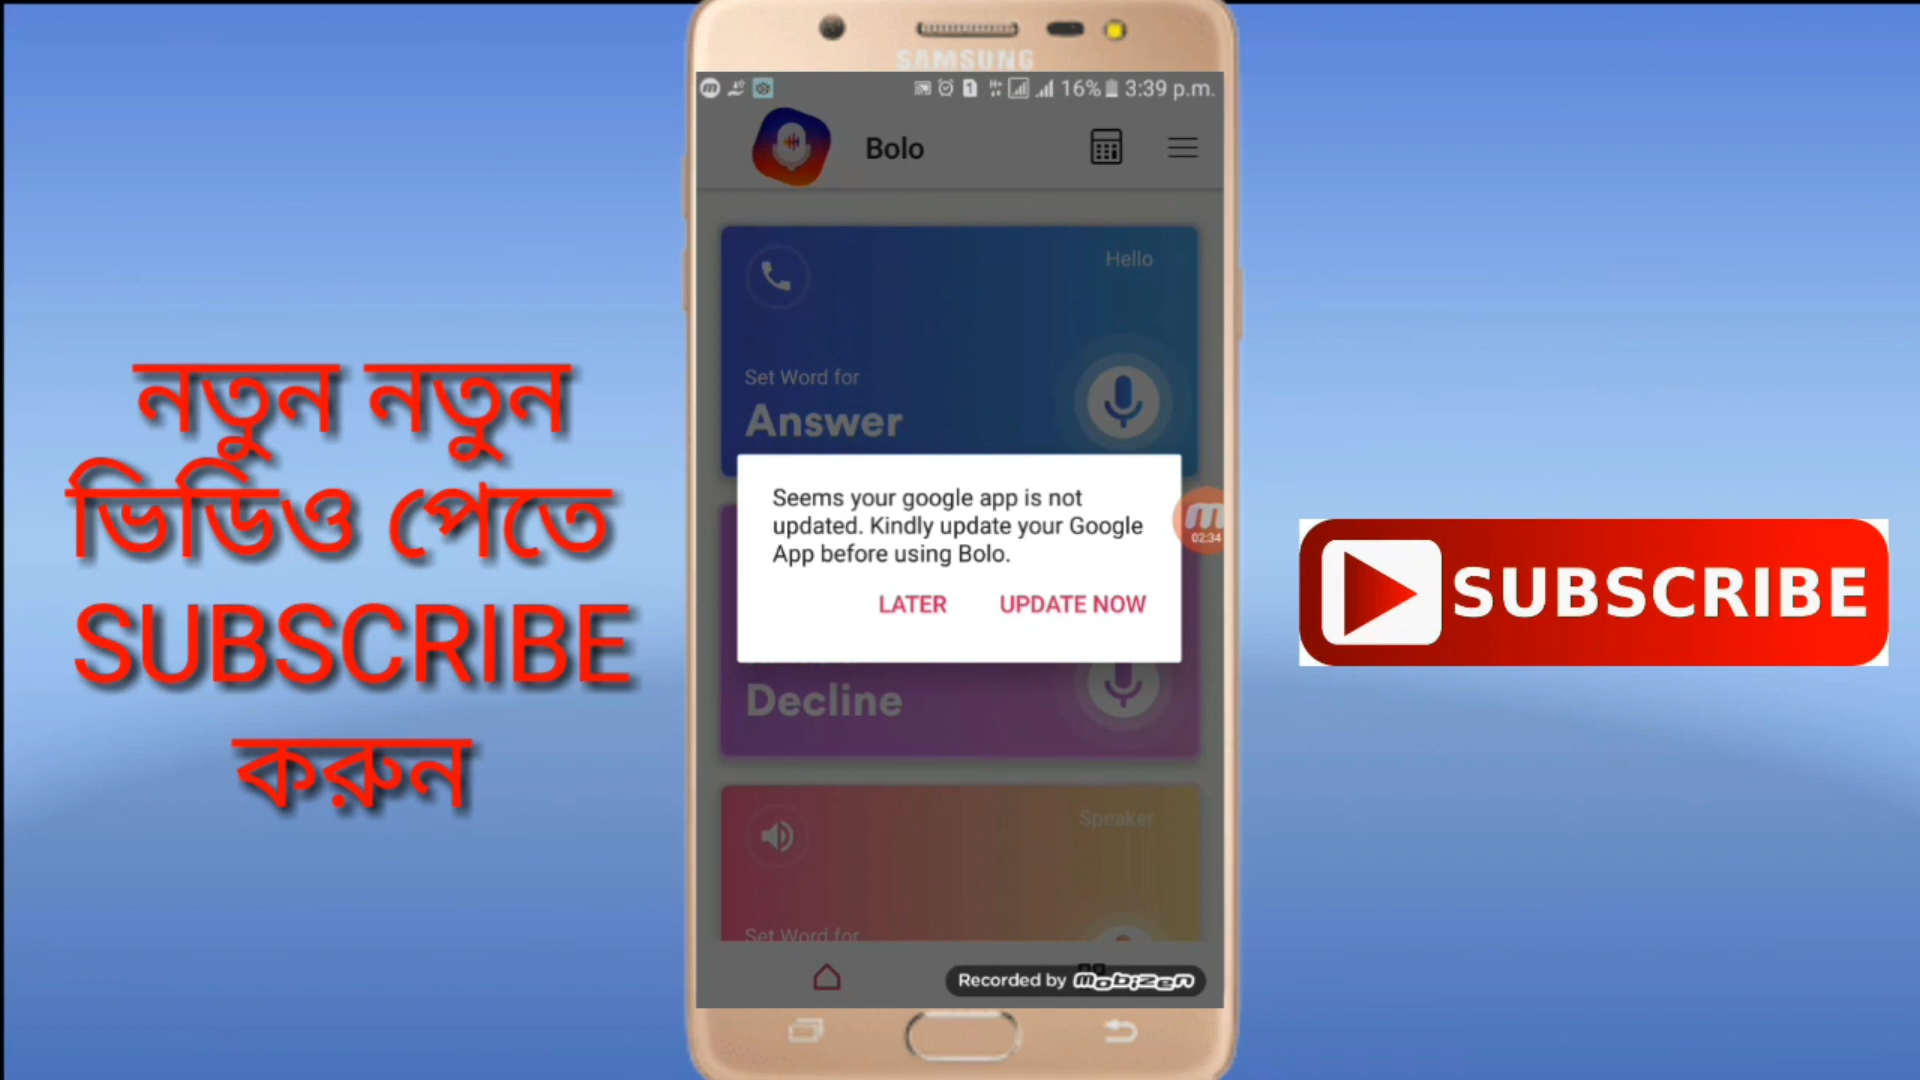 SAMSUNG
16% 3:39 p.m.
Bolo
Hello
Set Word for
Answer
Seems your google app is not
updated. Kindly update your Google
App before using Bolo.
LATER UPDATE NOW
02:34
Decline
Speaker
Set Word for
Recorded by mobizen
নতুন নতুন
ভিডিও পেতে
SUBSCRIBE
করুন
SUBSCRIBE